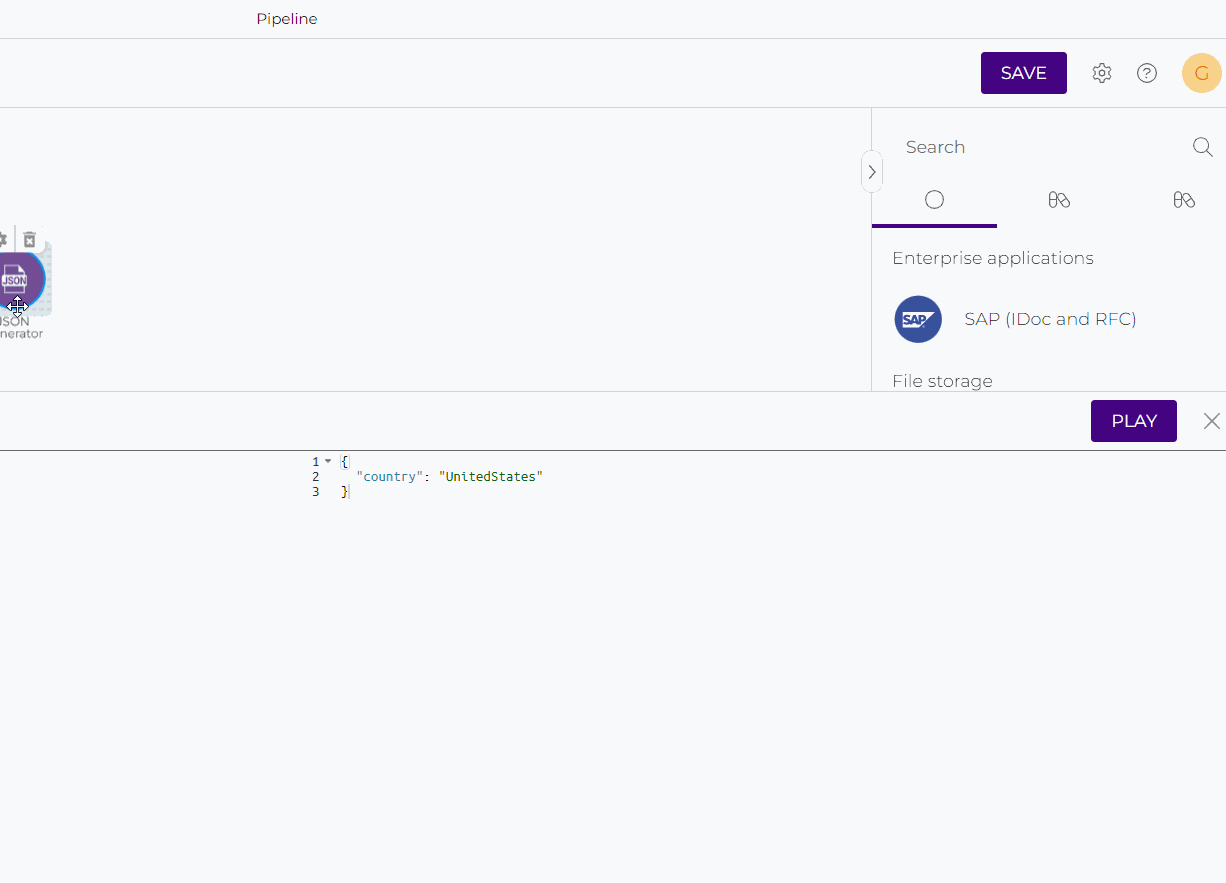 Pipeline
SAVE
G
Search
Enterprise applications
SAP
SAP (IDoc and RFC)
File storage
JSON
JSON
nerator
PLAY
1 {
2 "country": "UnitedStates"
3 }